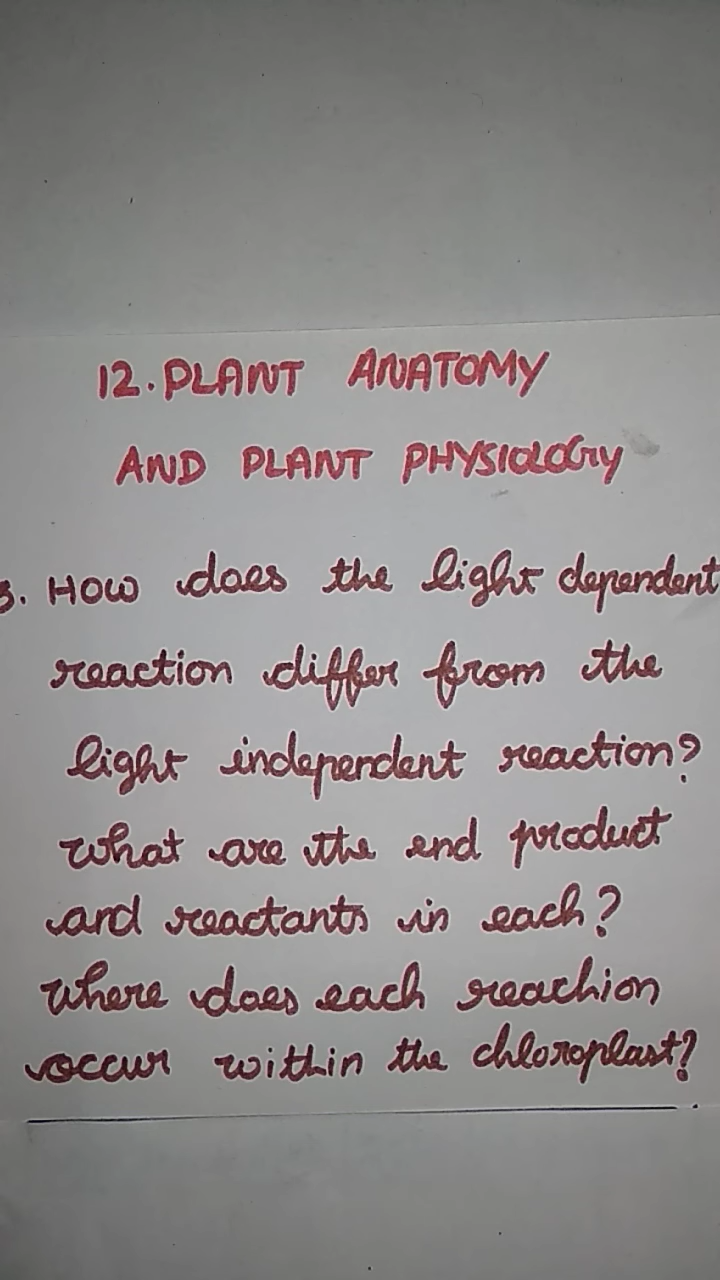 12. PLANT ANATOMY
AND PLANT PHYSIOLOGY
3. HOW does the light dependent
reaction differ from the
light independent reaction?
what are the end product
and reactants in each?
where does each reachion
occur within the chloroplast?